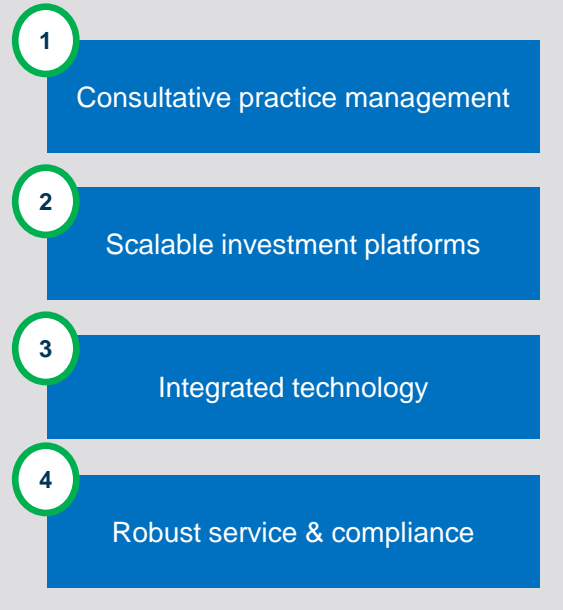 1
Consultative practice management
2
Scalable investment platforms
3
Integrated technology
4
Robust service & compliance